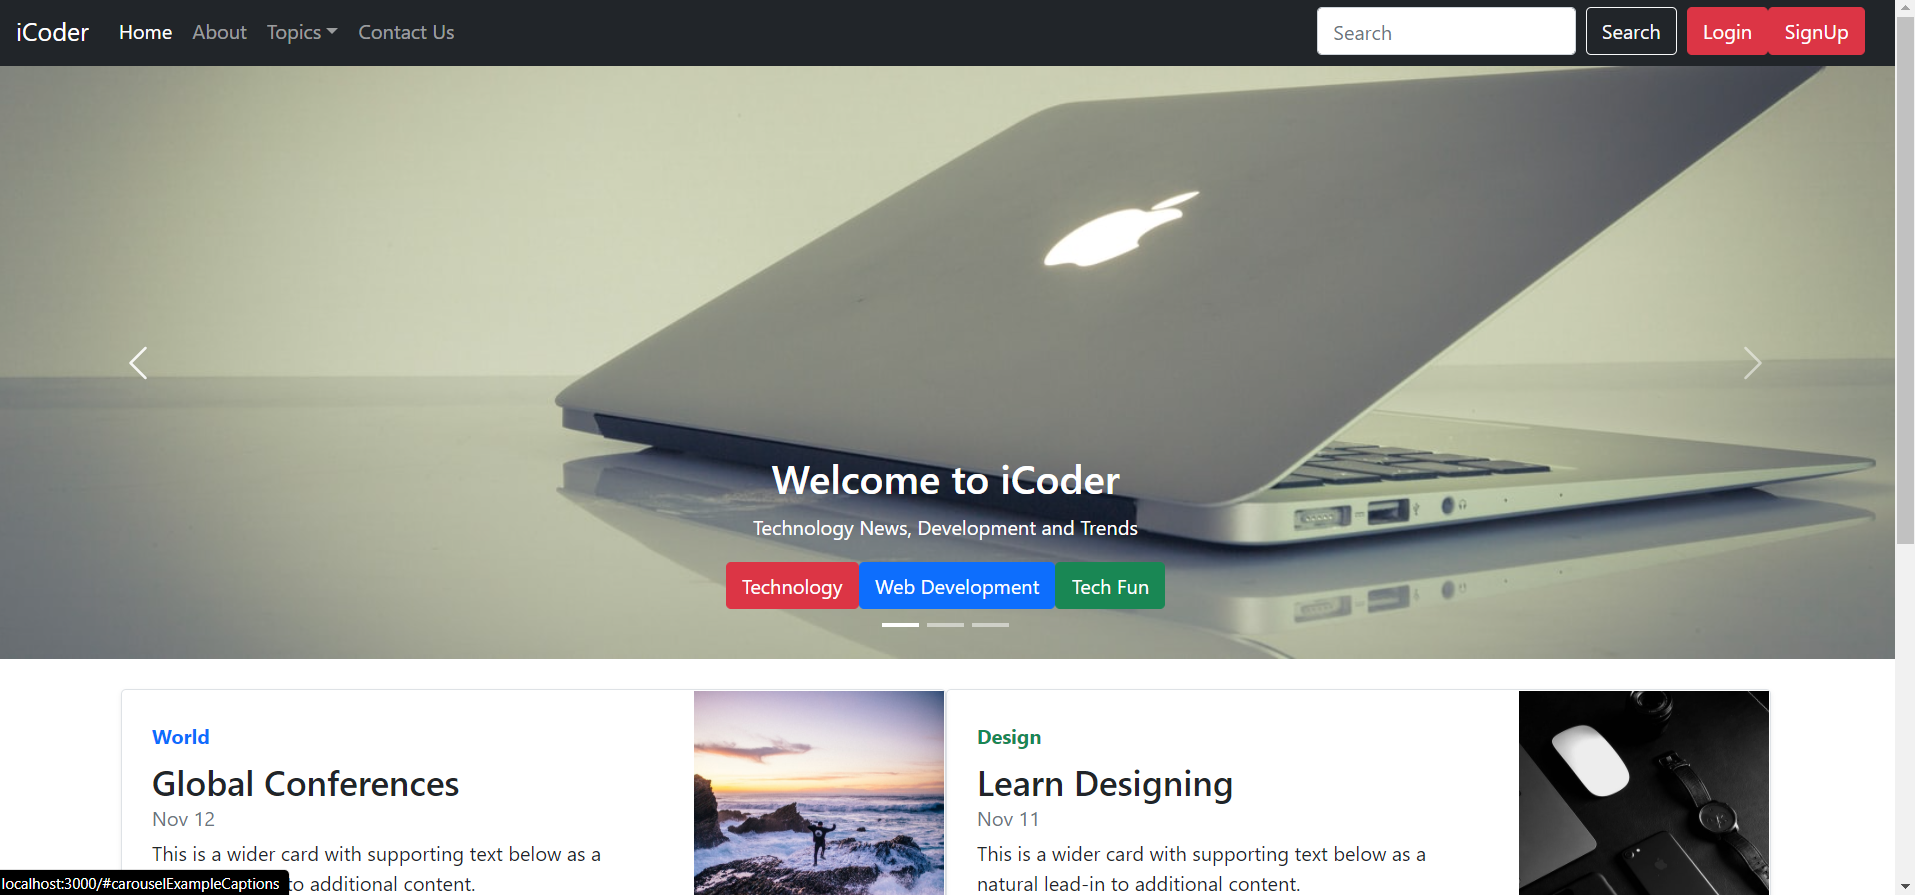 iCoder Home About Topics Contact Us Search Search Login SignUp
Welcome to iCoder
Technology News, Development and Trends
Technology Web Development Tech Fun
World
Global Conferences
Nov 12
This is a wider card with supporting text below as a
to additional content.
Design
Learn Designing
Nov 11
This is a wider card with supporting text below as a
natural lead-in to additional content.
localhost:3000/#carouselExampleCaptions